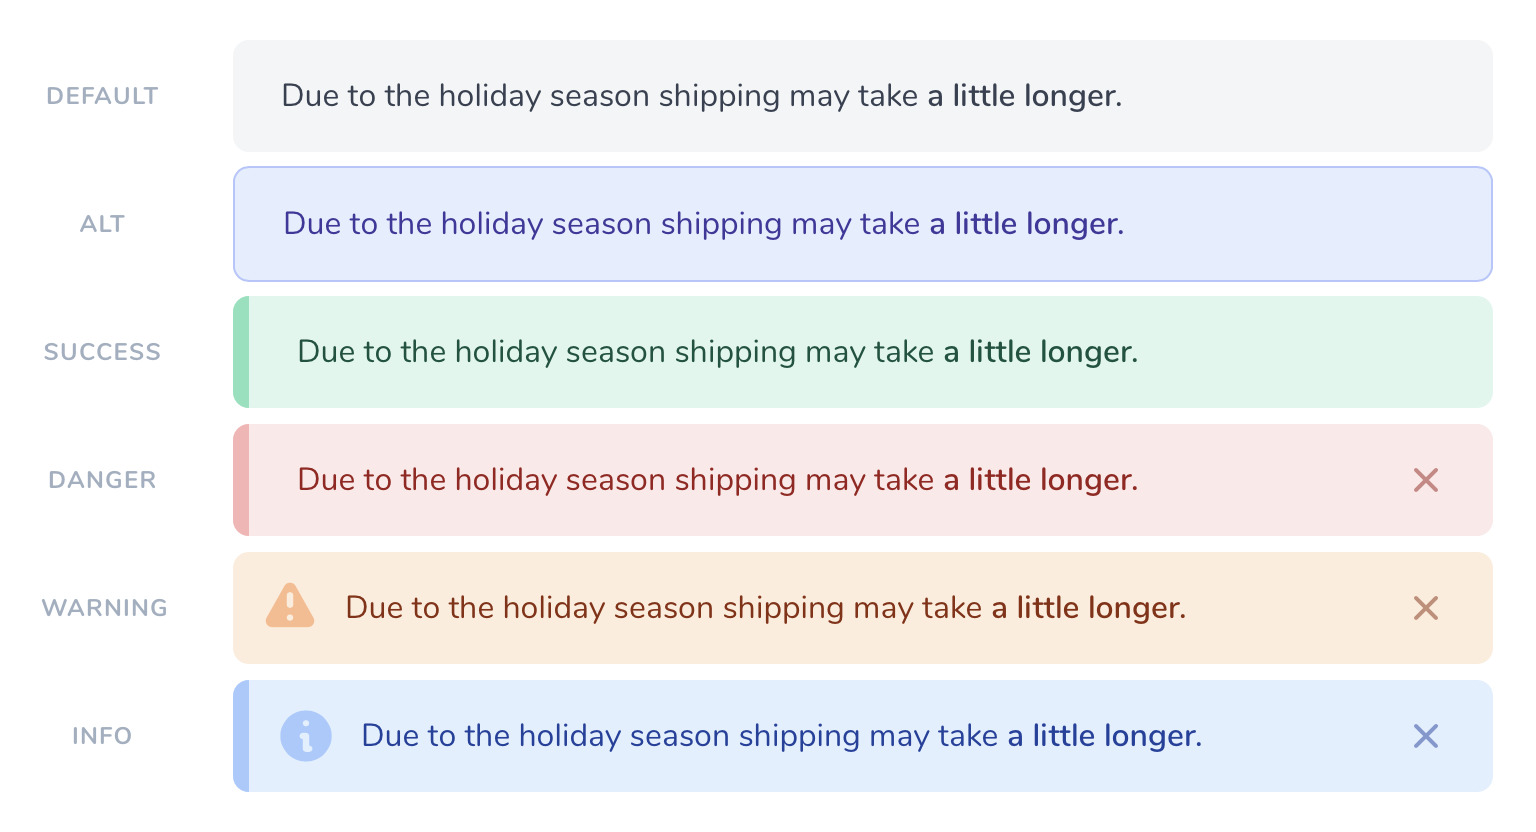 DEFAULT
Due to the holiday season shipping may take a little longer.
ALT
Due to the holiday season shipping may take a little longer.
SUCCESS
Due to the holiday season shipping may take a little longer.
DANGER
Due to the holiday season shipping may take a little longer.
WARNING
Due to the holiday season shipping may take a little longer.
INFO
Due to the holiday season shipping may take a little longer.